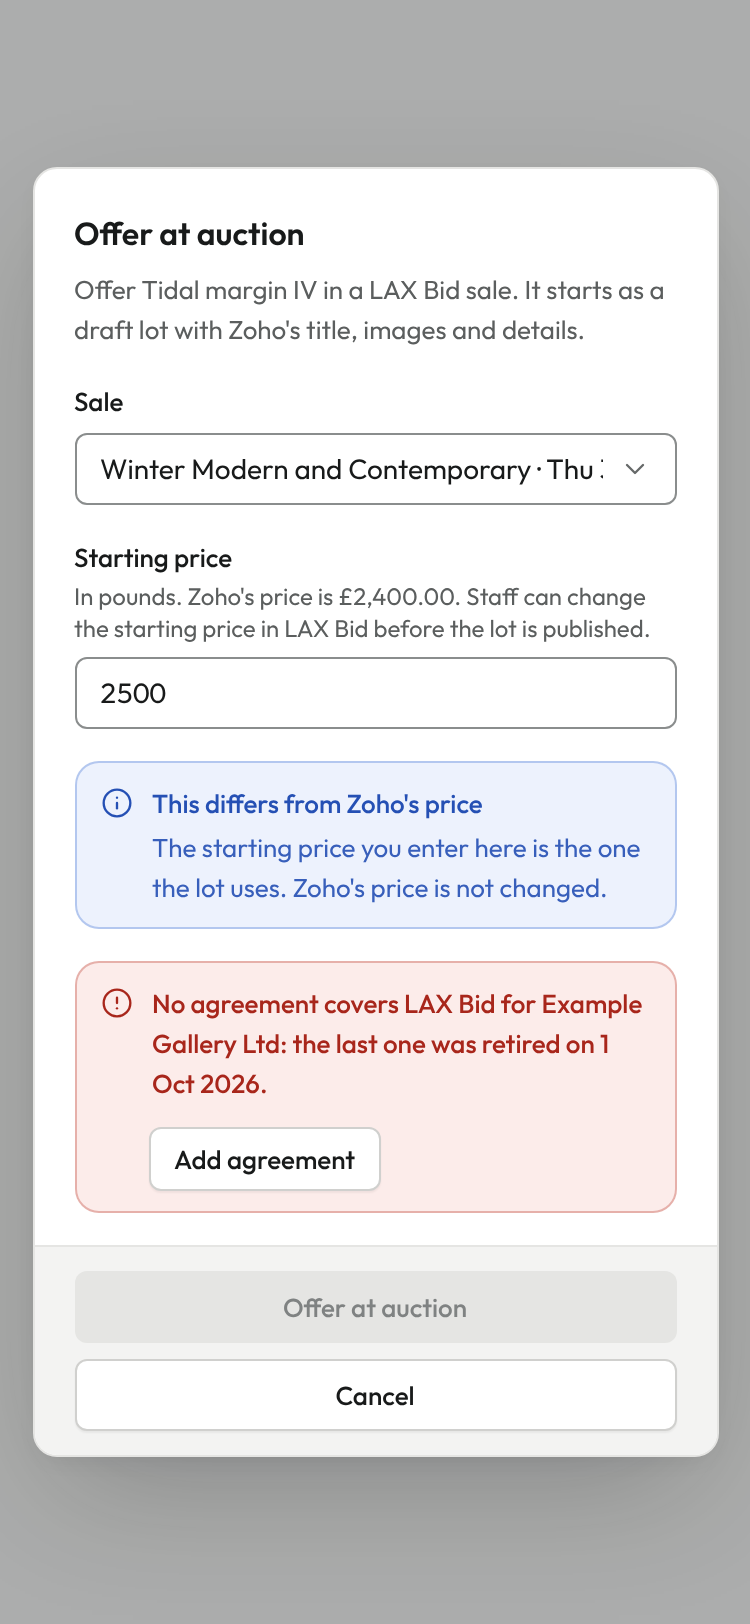 Offer at auction
Offer Tidal margin IV in a LAX Bid sale. It starts as a
draft lot with Zoho's title, images and details.
Sale
Winter Modern and Contemporary · Thu
Starting price
In pounds. Zoho's price is £2,400.00. Staff can change
the starting price in LAX Bid before the lot is published.
2500
This differs from Zoho's price
The starting price you enter here is the one
the lot uses. Zoho's price is not changed.
No agreement covers LAX Bid for Example
Gallery Ltd: the last one was retired on 1
Oct 2026.
Add agreement
Offer at auction
Cancel